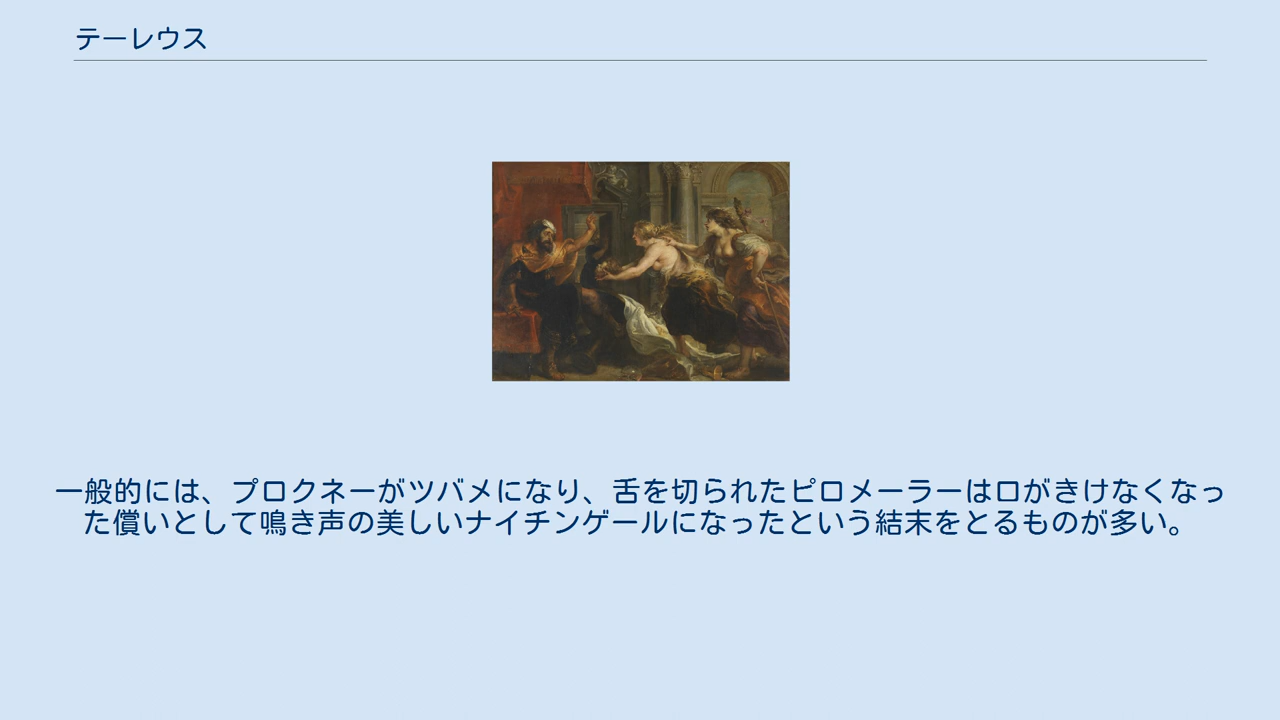 テーレウス
一般的には、プロクネーがツバメになり、舌を切られたピロメーラーは口がきけなくなっ
た償いとして鳴き声の美しいナイチンゲールになったという結末をとるものが多い。